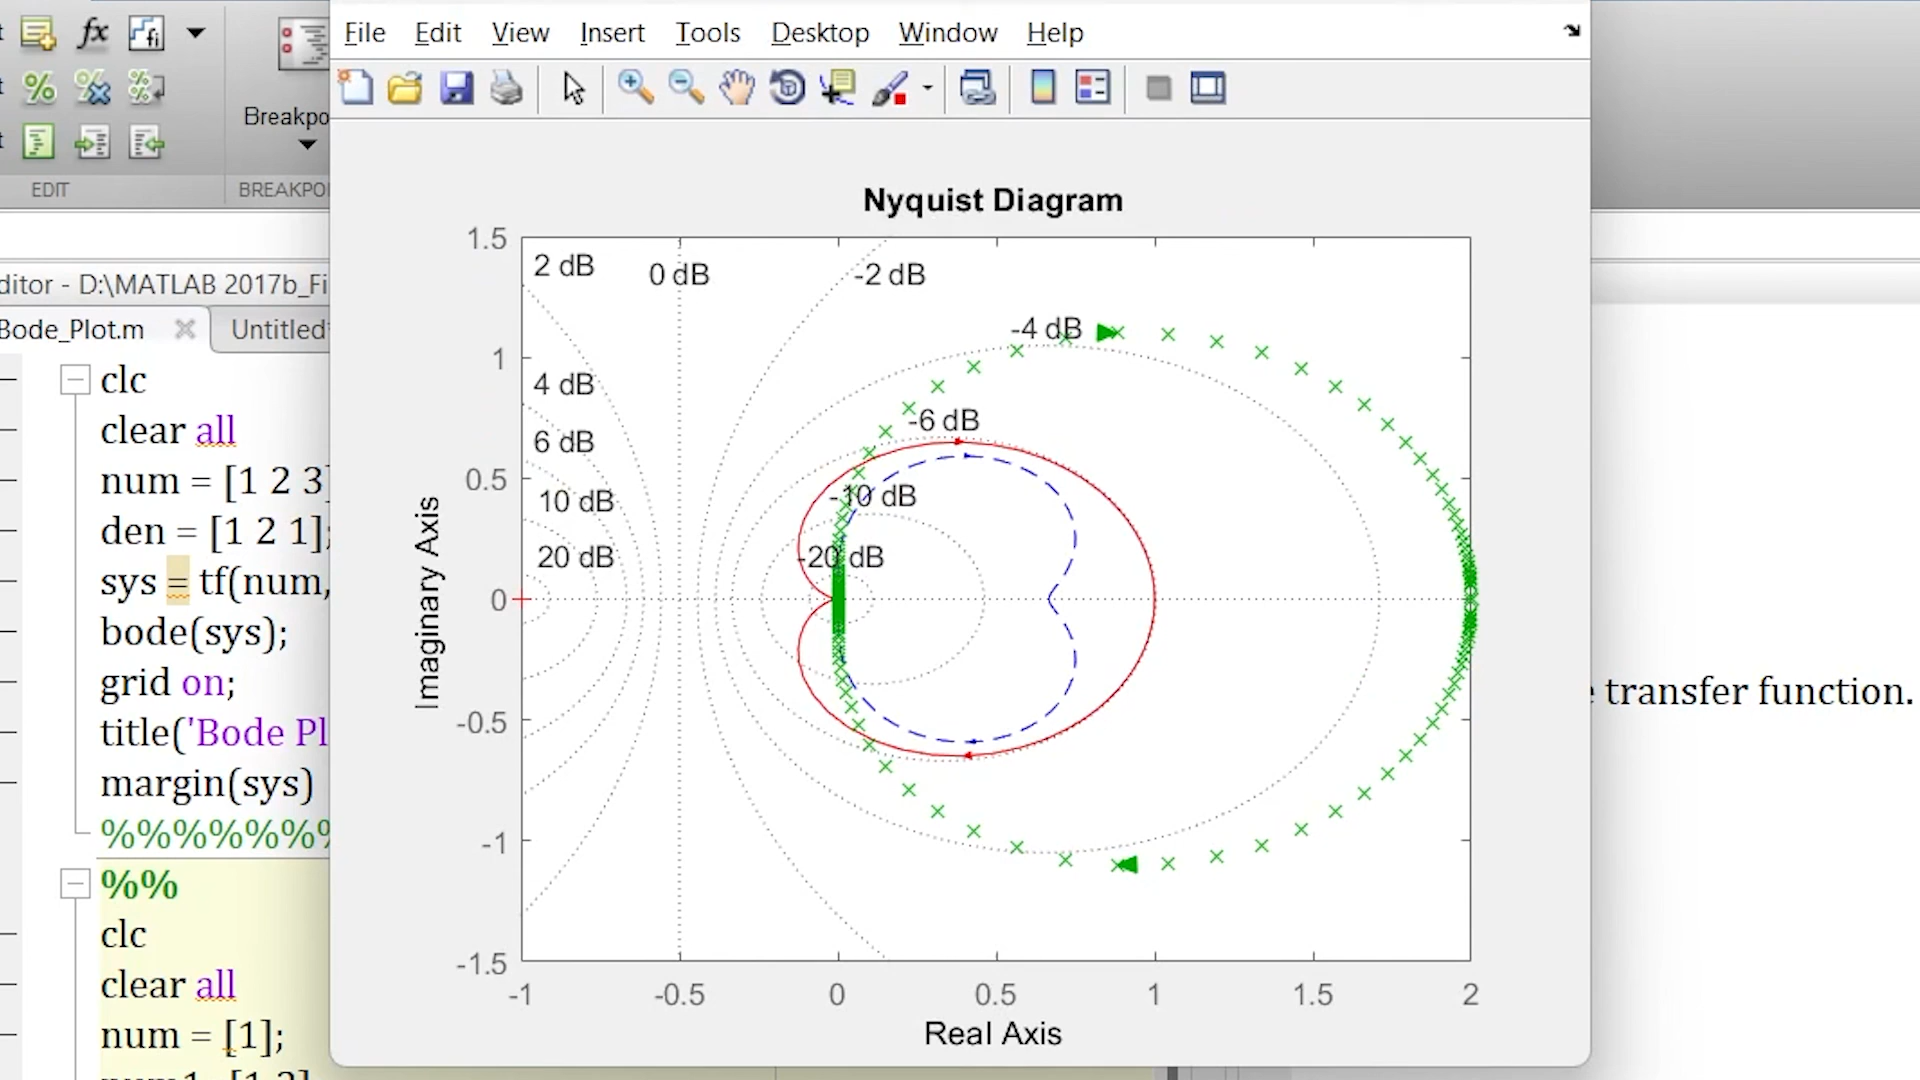 File Edit View Insert Tools Desktop Window Help
Breakpo
EDIT
BREAKPO
ditor - D:\MATLAB 2017b_Fi
Bode_Plot.m
Untitled
clc
clear all
num = [1 2 3]
den = [1 2 1];
sys = tf(num,
bode(sys);
grid on;
title('Bode Pl
margin(sys)
%%%%%%%
%%
clc
clear all
num = [1];
Nyquist Diagram
2 dB
0 dB
-2 dB
-4 dB
4 dB
-6 dB
6 dB
-10 dB
10 dB
20 dB
-20 dB
1.5
1
0.5
0
-0.5
-1
-1.5
Imaginary Axis
-1 -0.5 0 0.5 1 1.5 2
Real Axis
e transfer function.